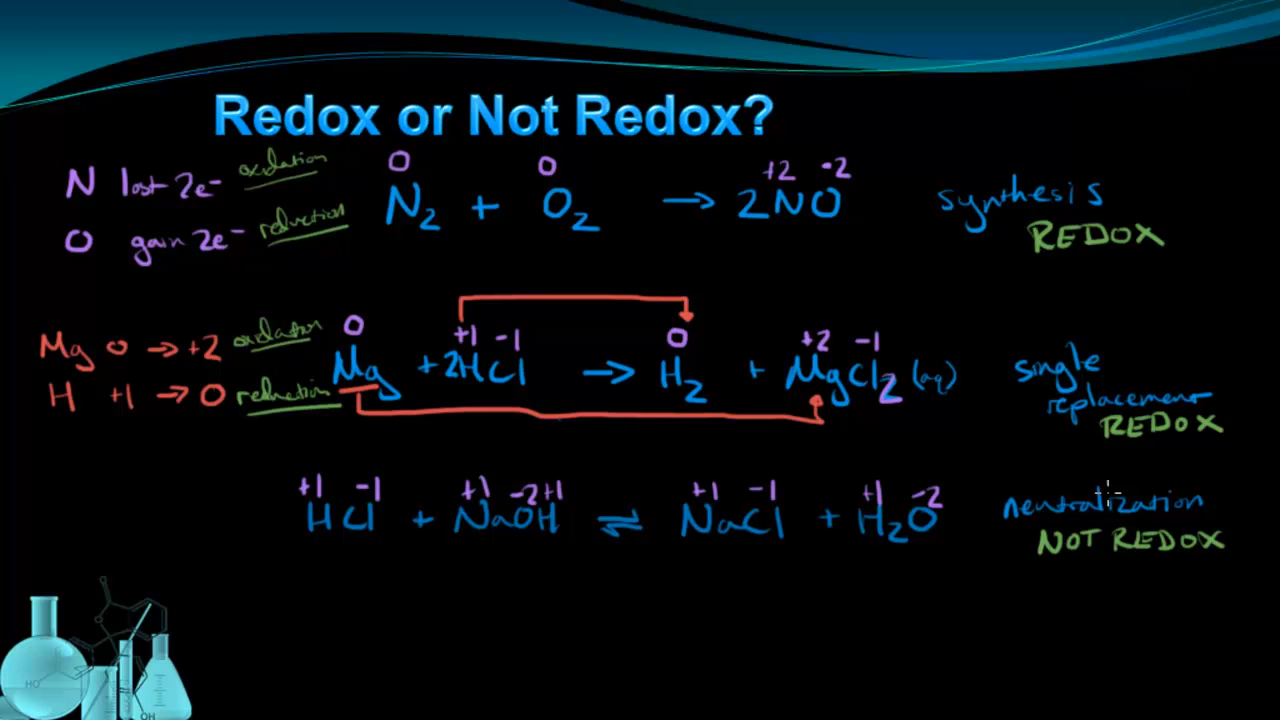 Redox or Not Redox?
N lost 2e- oxidation
O gain 2e- reduction
0 0 +2 -2
N2 + O2 → 2NO
synthesis
REDOX
Mg 0 → +2 oxidation
H +1 → 0 reduction
0 +1 -1 0 +2 -1
Mg + 2HCl → H2 + MgCl2 (aq)
single
replacement
REDOX
+1 -1 +1 -2 +1 +1 -1 +1 -2
HCl + NaOH ⇌ NaCl + H2O
neutralization
NOT REDOX
HO
OH